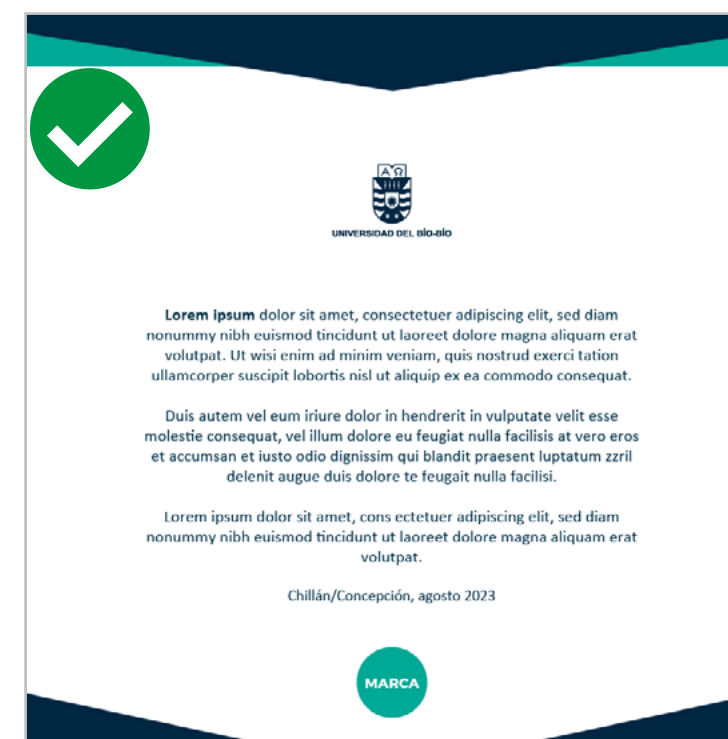 ΑΩ
UNIVERSIDAD DEL BÍO-BÍO
Lorem ipsum dolor sit amet, consectetuer adipiscing elit, sed diam
nonummy nibh euismod tincidunt ut laoreet dolore magna aliquam erat
volutpat. Ut wisi enim ad minim veniam, quis nostrud exerci tation
ullamcorper suscipit lobortis nisl ut aliquip ex ea commodo consequat.
Duis autem vel eum iriure dolor in hendrerit in vulputate velit esse
molestie consequat, vel illum dolore eu feugiat nulla facilisis at vero eros
et accumsan et iusto odio dignissim qui blandit praesent luptatum zzril
delenit augue duis dolore te feugait nulla facilisi.
Lorem ipsum dolor sit amet, cons ectetuer adipiscing elit, sed diam
nonummy nibh euismod tincidunt ut laoreet dolore magna aliquam erat
volutpat.
Chillán/Concepción, agosto 2023
MARCA